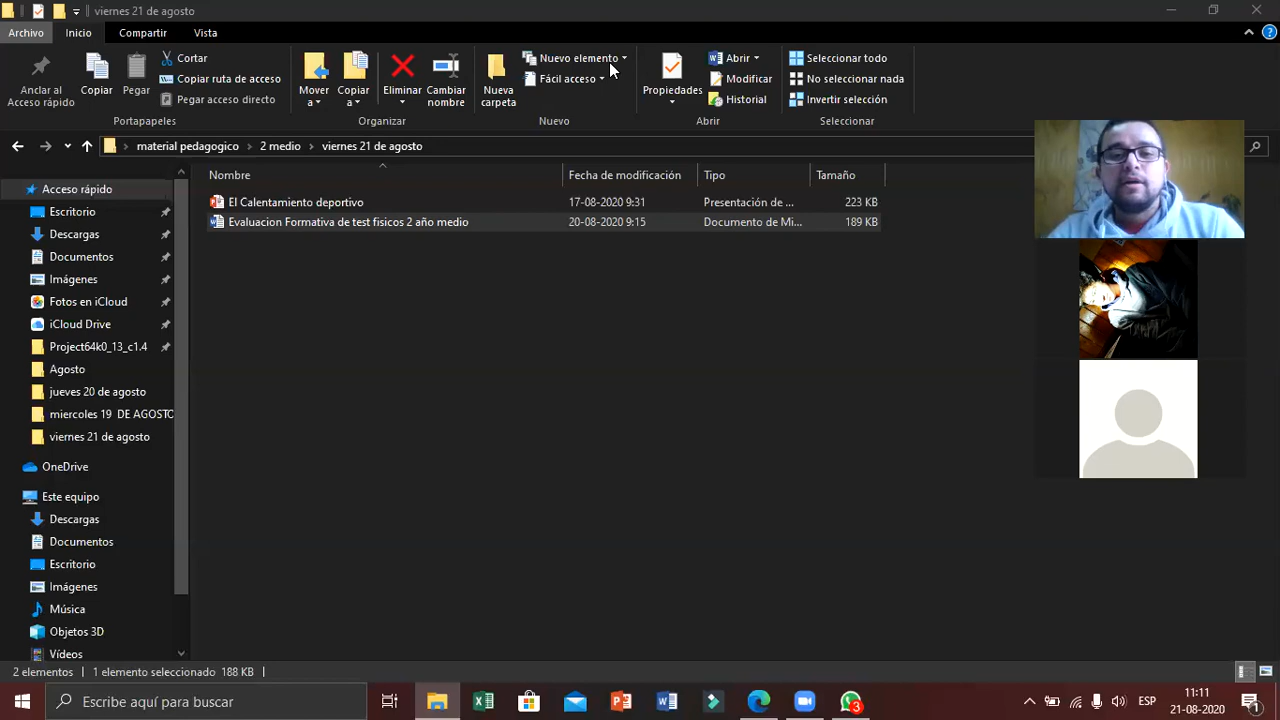 viernes 21 de agosto
Archivo
Inicio
Compartir
Vista
Anclar al
Acceso rápido
Copiar
Pegar
Cortar
Copiar ruta de acceso
Pegar acceso directo
Portapapeles
Mover
a
Copiar
a
Eliminar
Cambiar
nombre
Organizar
Nueva
carpeta
Nuevo elemento
Fácil acceso
Nuevo
Propiedades
Abrir
Modificar
Historial
Abrir
Seleccionar todo
No seleccionar nada
Invertir selección
Seleccionar
material pedagogico
2 medio
viernes 21 de agosto
Nombre
Fecha de modificación
Tipo
Tamaño
El Calentamiento deportivo
17-08-2020 9:31
Presentación de ...
223 KB
Evaluacion Formativa de test fisicos 2 año medio
20-08-2020 9:15
Documento de Mi...
189 KB
Acceso rápido
Escritorio
Descargas
Documentos
Imágenes
Fotos en iCloud
iCloud Drive
Project64k0_13_c1.4
Agosto
jueves 20 de agosto
miercoles 19 DE AGOSTO
viernes 21 de agosto
OneDrive
Este equipo
Descargas
Documentos
Escritorio
Imágenes
Música
Objetos 3D
Vídeos
2 elementos
1 elemento seleccionado 188 KB
Escribe aquí para buscar
3
ESP
11:11
21-08-2020
1